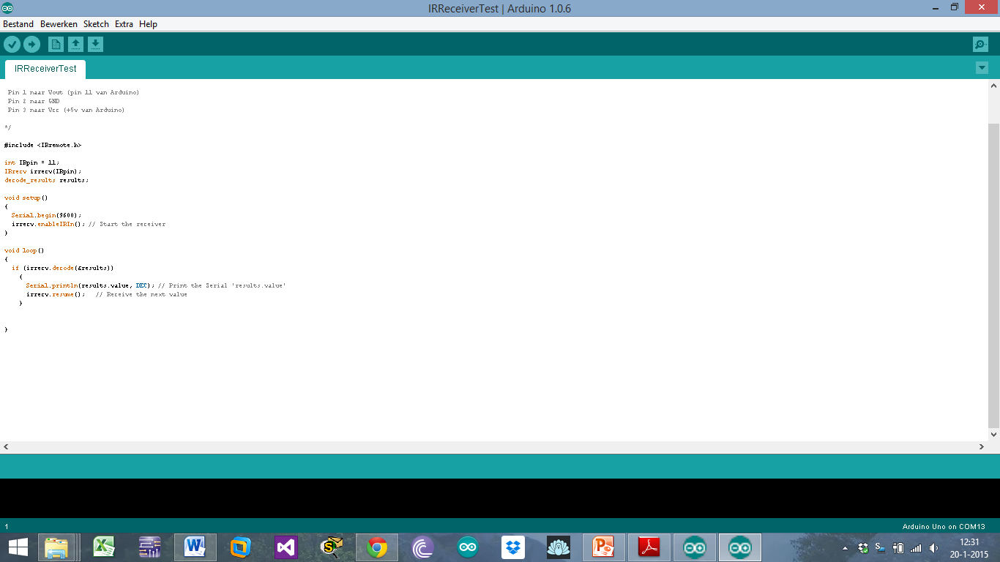 IRReceiverTest | Arduino 1.0.6
Bestand Bewerken Sketch Extra Help
IRReceiverTest
Pin 1 naar Vout (pin 11 van Arduino)
Pin 2 naar GND
Pin 3 naar Vcc (+5v van Arduino)
*/
#include <IRremote.h>
int IRpin = 11;
IRrecv irrecv(IRpin);
decode_results results;
void setup()
{
Serial.begin(9600);
irrecv.enableIRIn(); // Start the receiver
}
void loop()
{
if (irrecv.decode(&results))
{
Serial.println(results.value, DEC); // Print the Serial 'results.value'
irrecv.resume();   // Receive the next value
}
}
1
Arduino Uno on COM13
12:31
20-1-2015